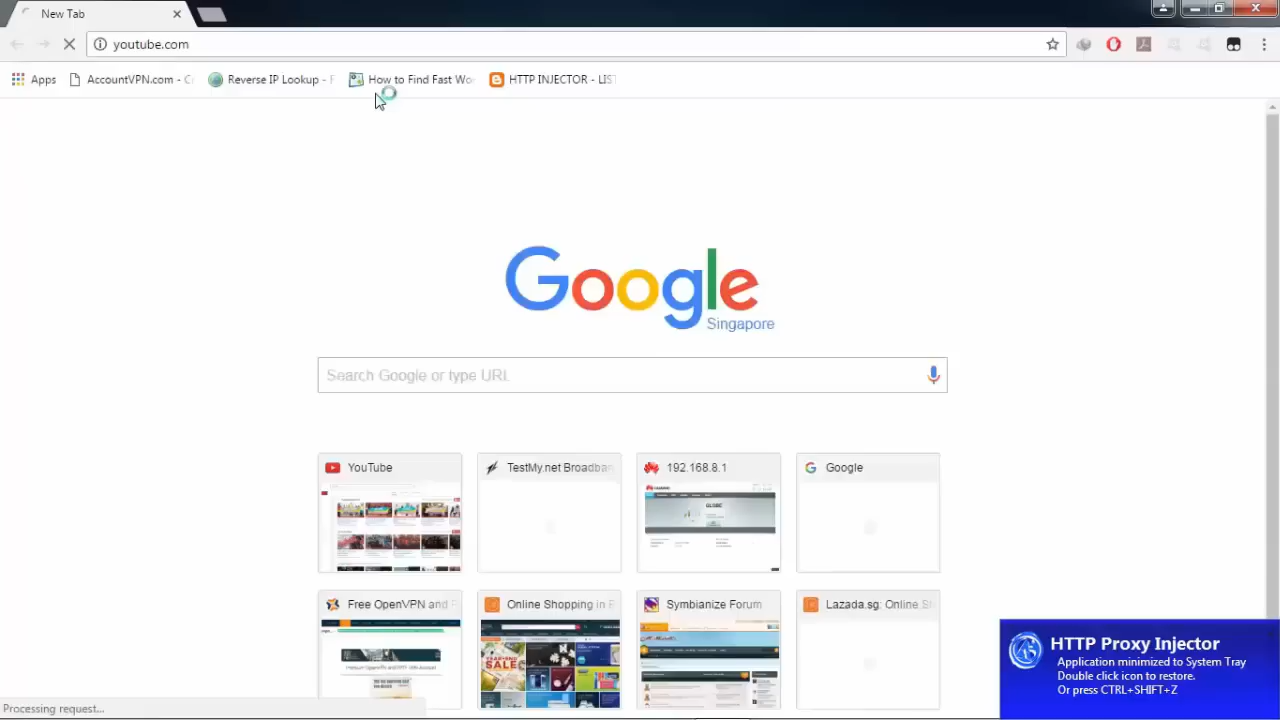 New Tab
youtube.com
Apps
AccountVPN.com - C
Reverse IP Lookup - F
How to Find Fast Wo
HTTP INJECTOR - LIST
Google
Singapore
Search Google or type URL
YouTube
TestMy.net Broadban
192.168.8.1
Google
GLOBE
Free OpenVPN and
Online Shopping in
Symbianize Forum
Lazada.sg: Online S
SALE
HTTP Proxy Injector
Application minimized to System Tray
Double click icon to restore.
Or press CTRL+SHIFT+Z
Processing request...